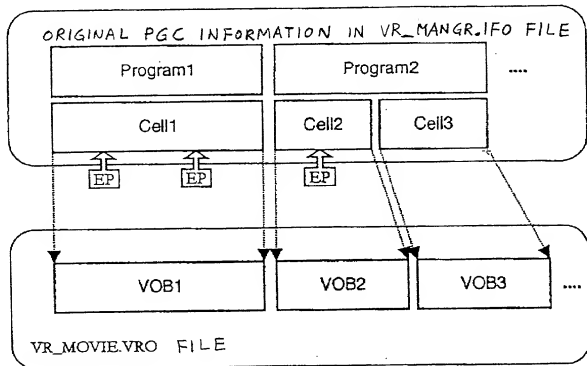 ORIGINAL PGC INFORMATION IN VR_MANGR.IFO FILE
Program1 Program2 ....
Cell1 Cell2 Cell3
EP EP EP
VOB1 VOB2 VOB3 ....
VR_MOVIE.VRO FILE